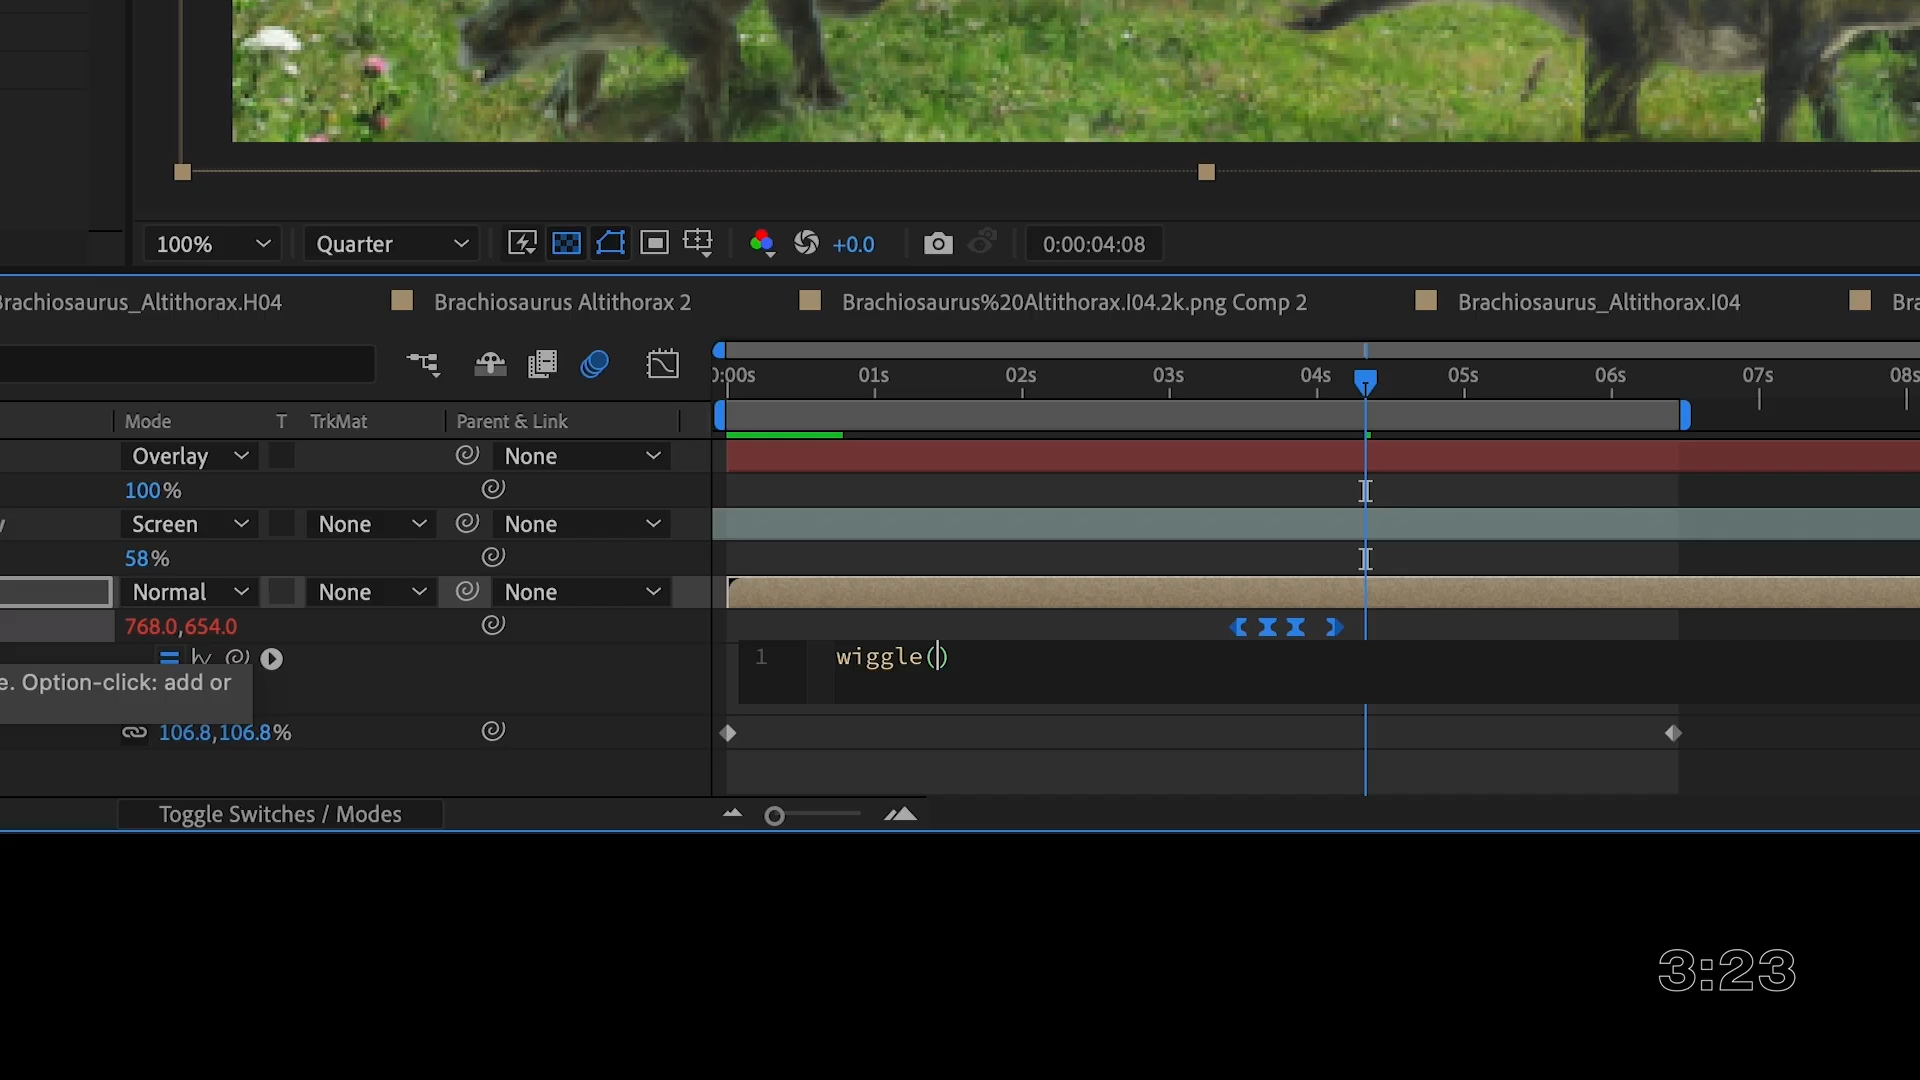 100%
Quarter
+0.0
0:00:04:08
Brachiosaurus_Altithorax.H04
Brachiosaurus Altithorax 2
Brachiosaurus%20Altithorax.I04.2k.png Comp 2
Brachiosaurus_Altithorax.I04
Bra
0:00s 01s 02s 03s 04s 05s 06s 07s 08s
Mode T TrkMat Parent & Link
Overlay None
100%
Screen None None
58%
Normal None None
768.0,654.0
1 wiggle()
e. Option-click: add or
106.8,106.8%
Toggle Switches / Modes
3:23